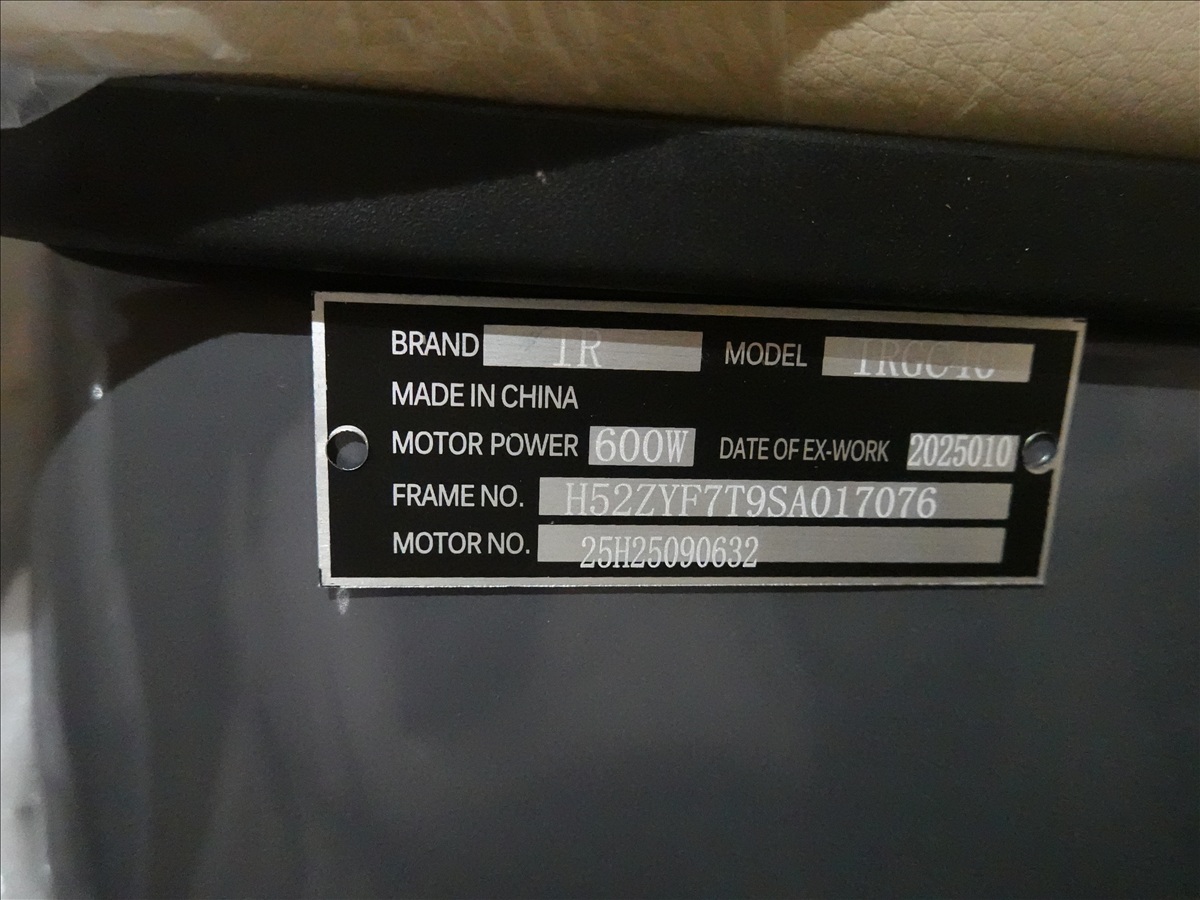 BRAND 1R MODEL
MADE IN CHINA
MOTOR POWER 600W DATE OF EX-WORK 2025010
FRAME NO. H52ZYF7T9SA017076
MOTOR NO. 25H25090632